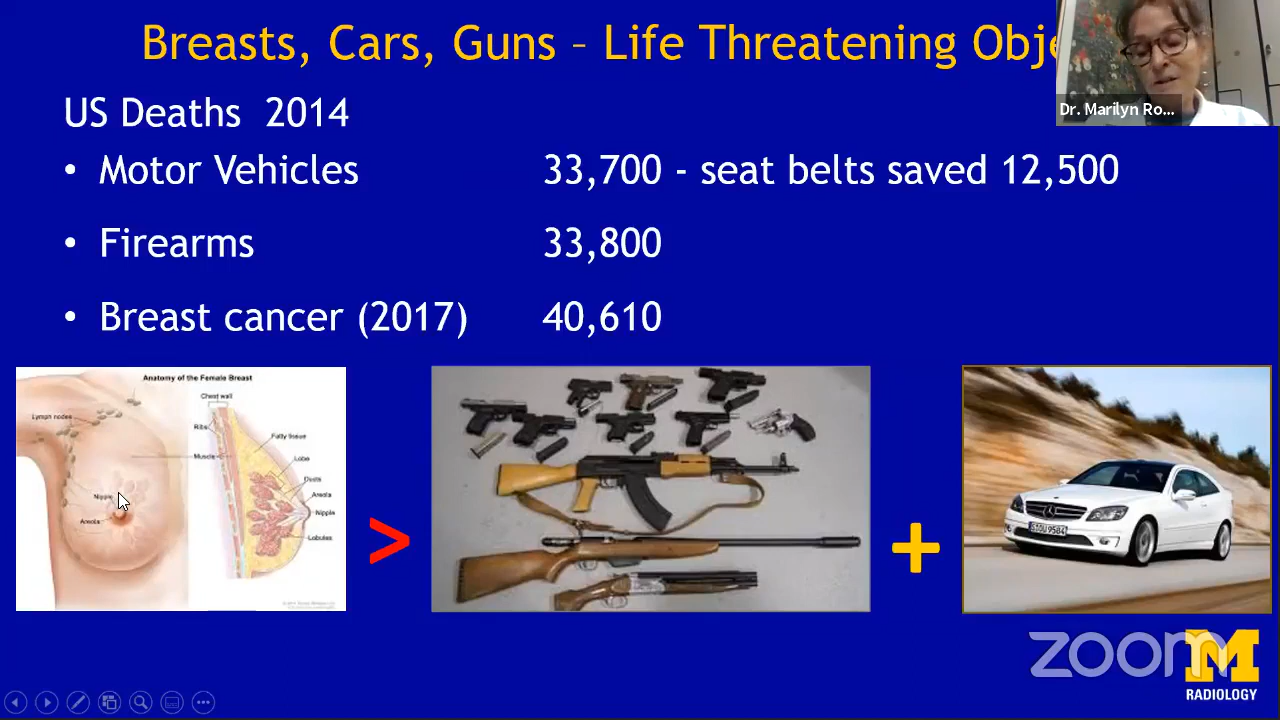 Breasts, Cars, Guns – Life Threatening Obje
Dr. Marilyn Ro...
US Deaths 2014
• Motor Vehicles 33,700 - seat belts saved 12,500
• Firearms 33,800
• Breast cancer (2017) 40,610
Anatomy of the Female Breast
Chest wall
Lymph nodes
Ribs
Fatty tissue
Muscle
Lobe
Ducts
Nipple
Areola
Areola
Nipple
Lobules
>
+
zoom
M
RADIOLOGY